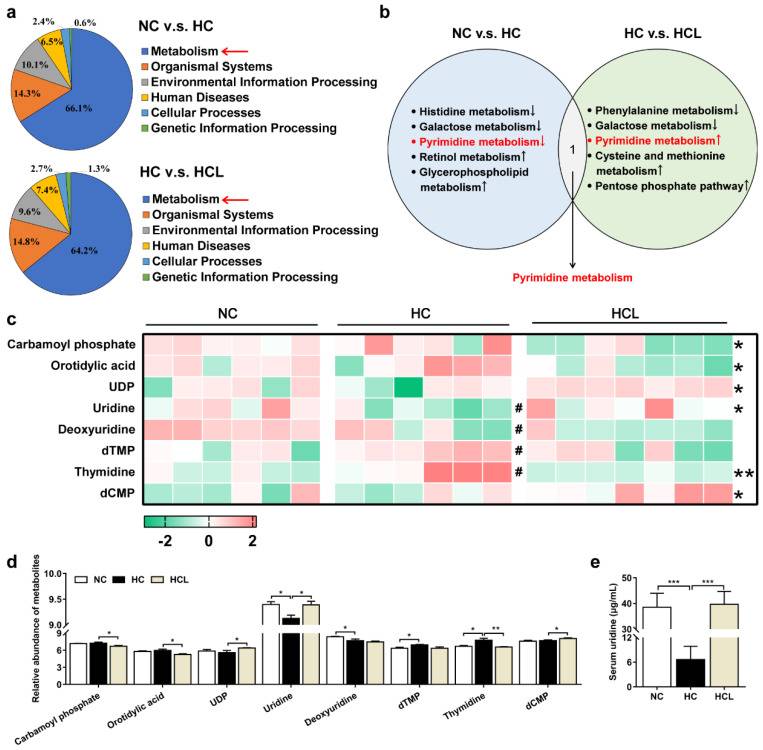 a
NC v.s. HC
2.4%
0.6%
6.5%
10.1%
14.3%
66.1%
Metabolism
Organismal Systems
Environmental Information Processing
Human Diseases
Cellular Processes
Genetic Information Processing
HC v.s. HCL
2.7%
1.3%
7.4%
9.6%
14.8%
64.2%
Metabolism
Organismal Systems
Environmental Information Processing
Human Diseases
Cellular Processes
Genetic Information Processing
b
NC v.s. HC
HC v.s. HCL
• Histidine metabolism↓
• Galactose metabolism↓
• Pyrimidine metabolism↓
• Retinol metabolism↑
• Glycerophospholipid
metabolism↑
1
• Phenylalanine metabolism↓
• Galactose metabolism↓
• Pyrimidine metabolism↑
• Cysteine and methionine
metabolism↑
• Pentose phosphate pathway↑
Pyrimidine metabolism
c
NC
HC
HCL
Carbamoyl phosphate *
Orotidylic acid *
UDP *
Uridine # *
Deoxyuridine #
dTMP #
Thymidine # **
dCMP *
-2 0 2
d
NC HC HCL
Relative abundance of metabolites
10.0
9.5
9.0
9
6
3
0
* * * * * * * * ** *
Carbamoyl phosphate
Orotidylic acid
UDP
Uridine
Deoxyuridine
dTMP
Thymidine
dCMP
e
Serum uridine (μg/mL)
50
40
30
12
6
0
*** ***
NC HC HCL